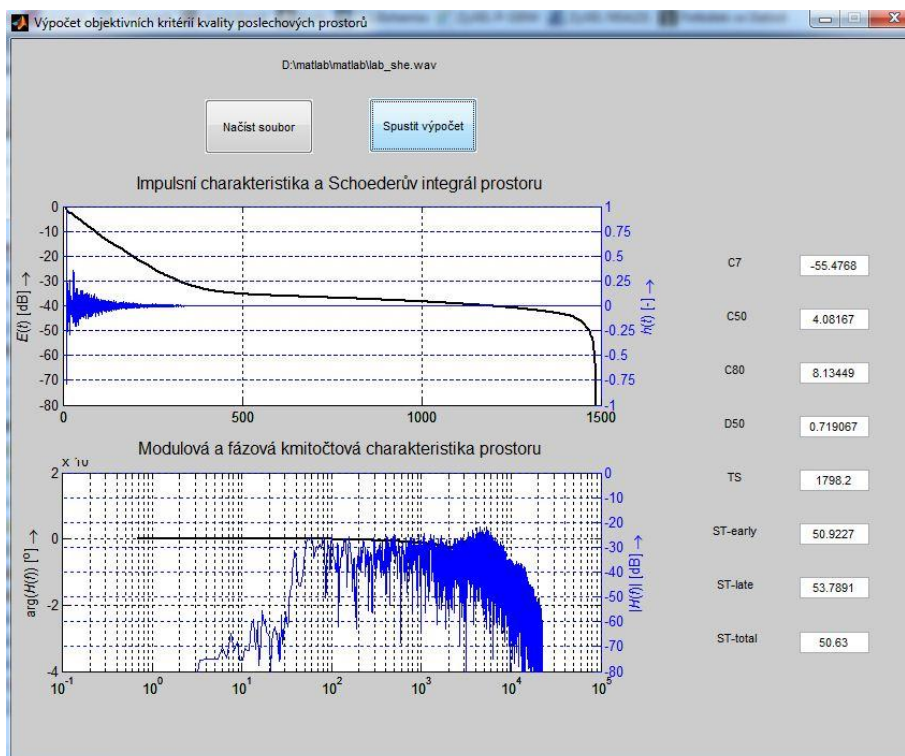 Výpočet objektivních kritérií kvality poslechových prostorů
D:\matlab\matlab\lab_she.wav
Načíst soubor
Spustit výpočet
Impulsní charakteristika a Schoederův integrál prostoru
E(t) [dB] →
0
-10
-20
-30
-40
-50
-60
-70
-80
0
500
1000
1500
1
0.75
0.5
0.25
0
-0.25
-0.5
-0.75
-1
h(t) [-] →
Modulová a fázová kmitočtová charakteristika prostoru
arg(H(f)) [º] →
2
0
-2
-4
10^-1
10^0
10^1
10^2
10^3
10^4
10^5
0
-10
-20
-30
-40
-50
-60
-70
-80
|H(f)| [dB] →
C7
-55.4768
C50
4.08167
C80
8.13449
D50
0.719067
TS
1798.2
ST-early
50.9227
ST-late
53.7891
ST-total
50.63